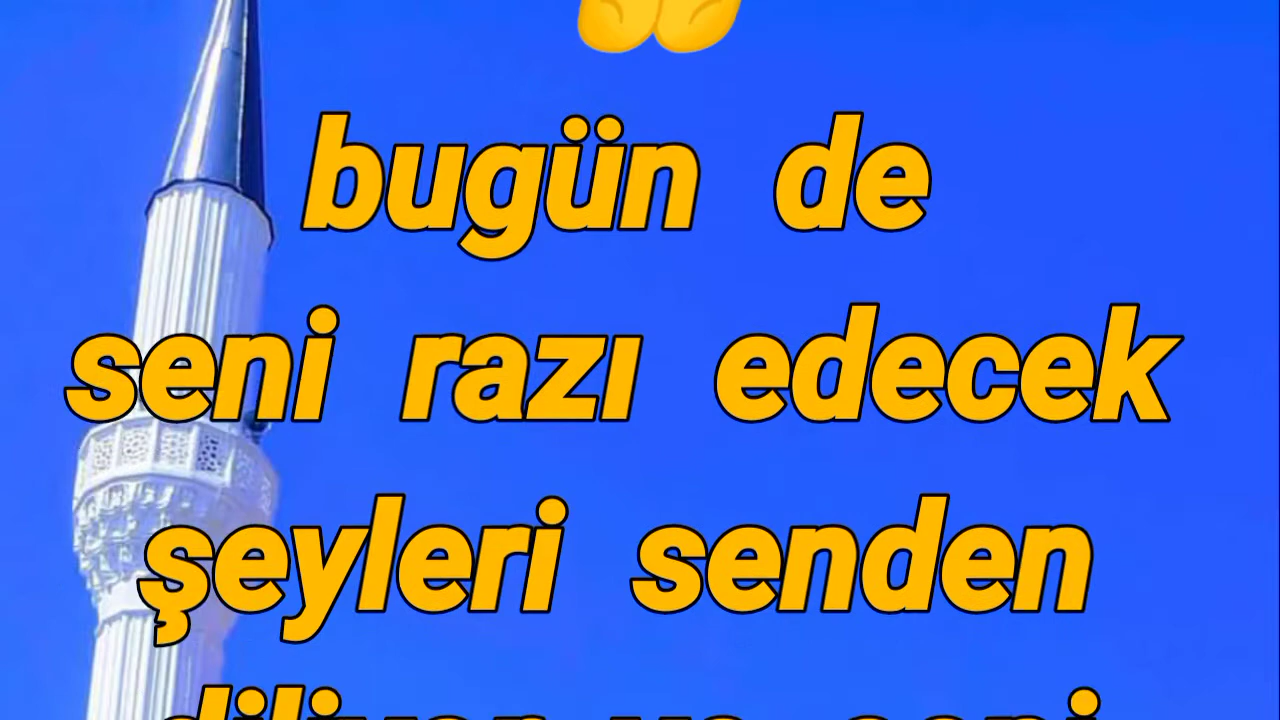 bugün de
seni razı edecek
şeyleri senden